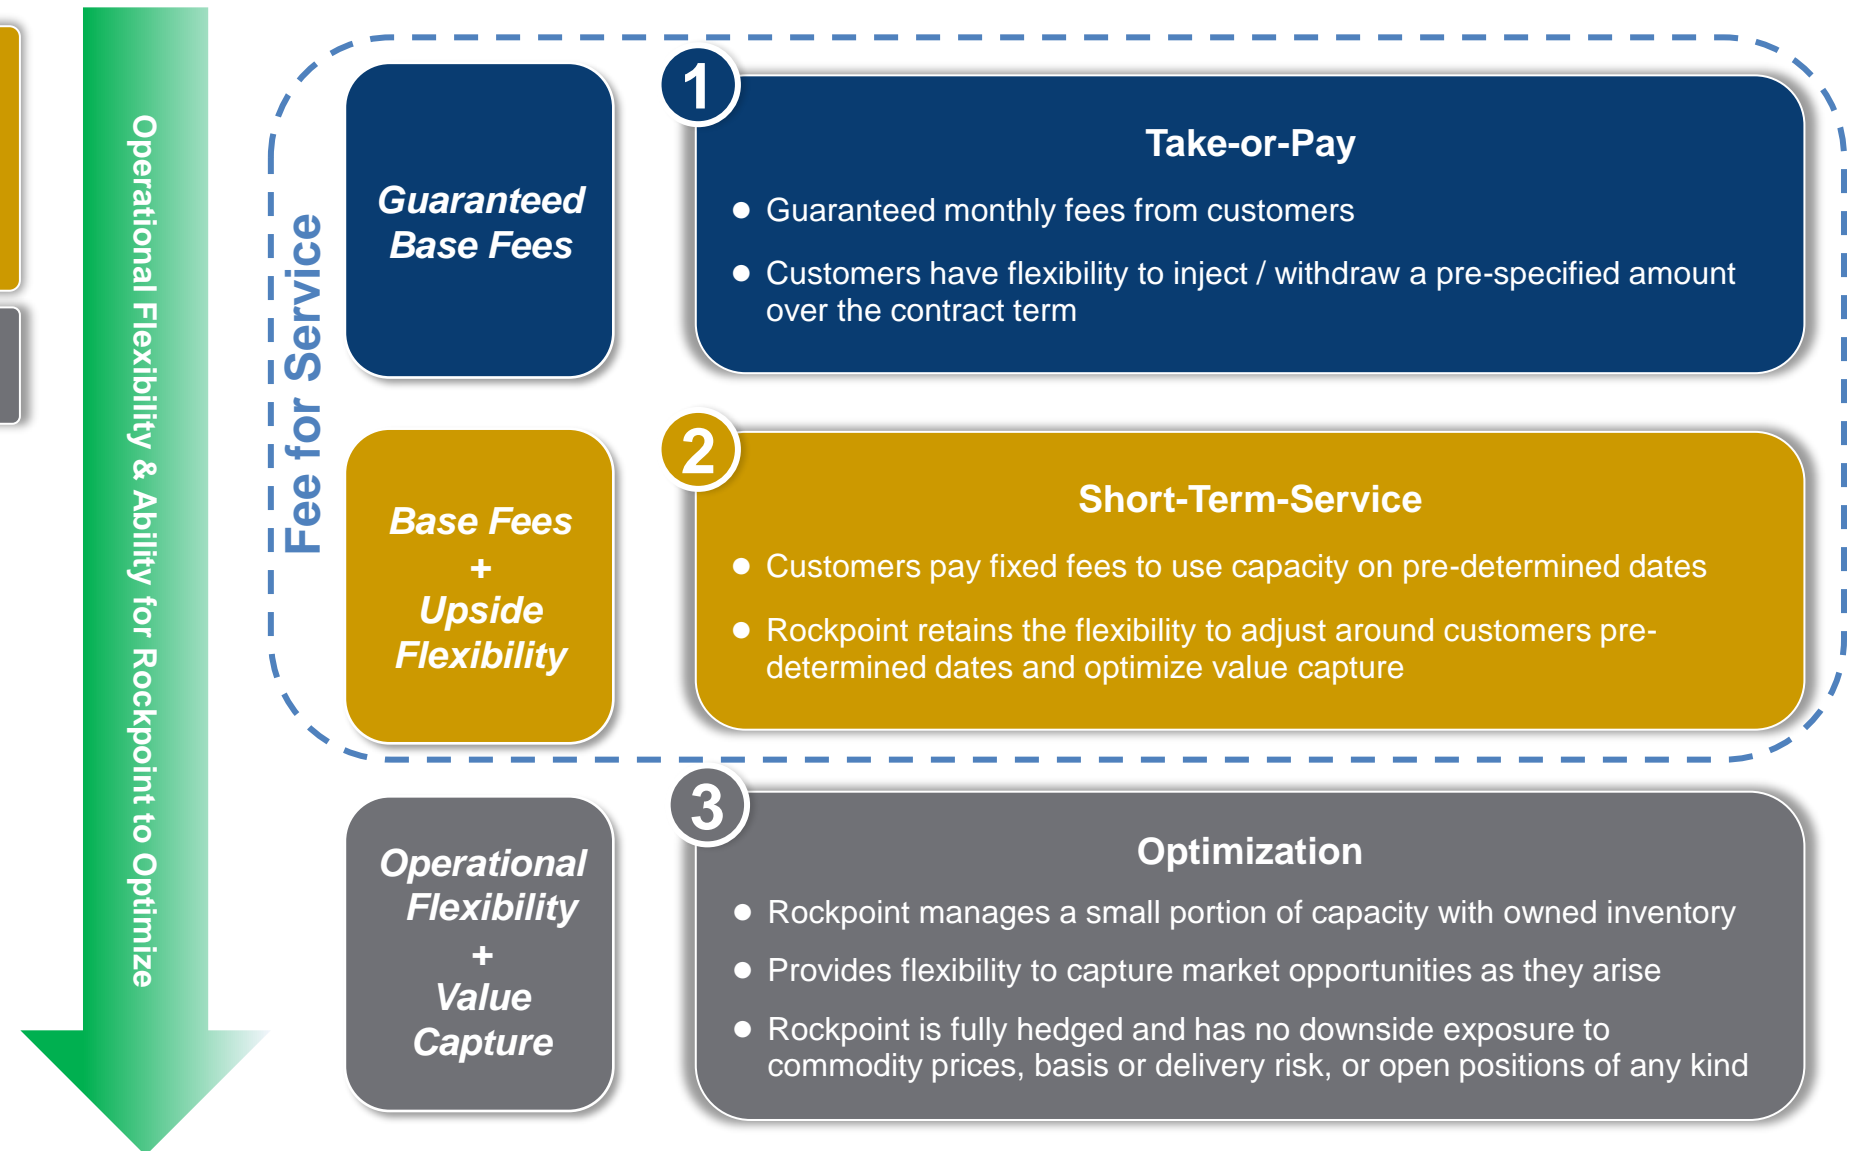 Operational Flexibility & Ability for Rockpoint to Optimize
Fee for Service
Guaranteed
Base Fees
1
Take-or-Pay
● Guaranteed monthly fees from customers
● Customers have flexibility to inject / withdraw a pre-specified amount
over the contract term
Base Fees
+
Upside
Flexibility
2
Short-Term-Service
● Customers pay fixed fees to use capacity on pre-determined dates
● Rockpoint retains the flexibility to adjust around customers pre-
determined dates and optimize value capture
Operational
Flexibility
+
Value
Capture
3
Optimization
● Rockpoint manages a small portion of capacity with owned inventory
● Provides flexibility to capture market opportunities as they arise
● Rockpoint is fully hedged and has no downside exposure to
commodity prices, basis or delivery risk, or open positions of any kind